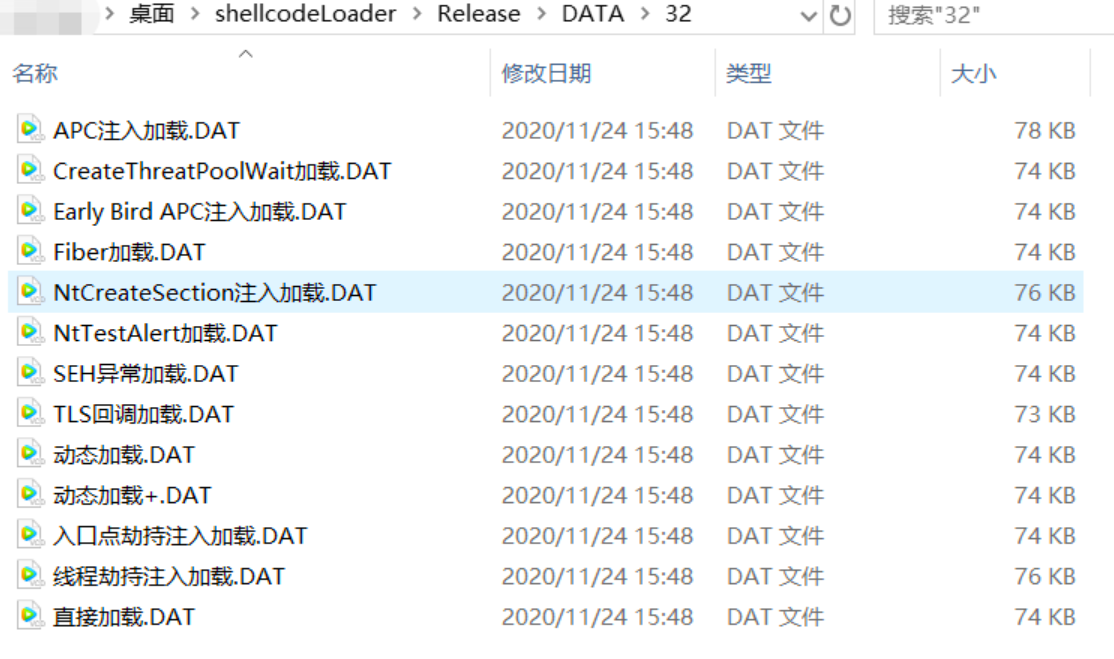 桌面 > shellcodeLoader > Release > DATA > 32 搜索"32"
名称 修改日期 类型 大小
APC注入加载.DAT 2020/11/24 15:48 DAT 文件 78 KB
CreateThreatPoolWait加载.DAT 2020/11/24 15:48 DAT 文件 74 KB
Early Bird APC注入加载.DAT 2020/11/24 15:48 DAT 文件 74 KB
Fiber加载.DAT 2020/11/24 15:48 DAT 文件 74 KB
NtCreateSection注入加载.DAT 2020/11/24 15:48 DAT 文件 76 KB
NtTestAlert加载.DAT 2020/11/24 15:48 DAT 文件 74 KB
SEH异常加载.DAT 2020/11/24 15:48 DAT 文件 74 KB
TLS回调加载.DAT 2020/11/24 15:48 DAT 文件 73 KB
动态加载.DAT 2020/11/24 15:48 DAT 文件 74 KB
动态加载+.DAT 2020/11/24 15:48 DAT 文件 74 KB
入口点劫持注入加载.DAT 2020/11/24 15:48 DAT 文件 74 KB
线程劫持注入加载.DAT 2020/11/24 15:48 DAT 文件 76 KB
直接加载.DAT 2020/11/24 15:48 DAT 文件 74 KB